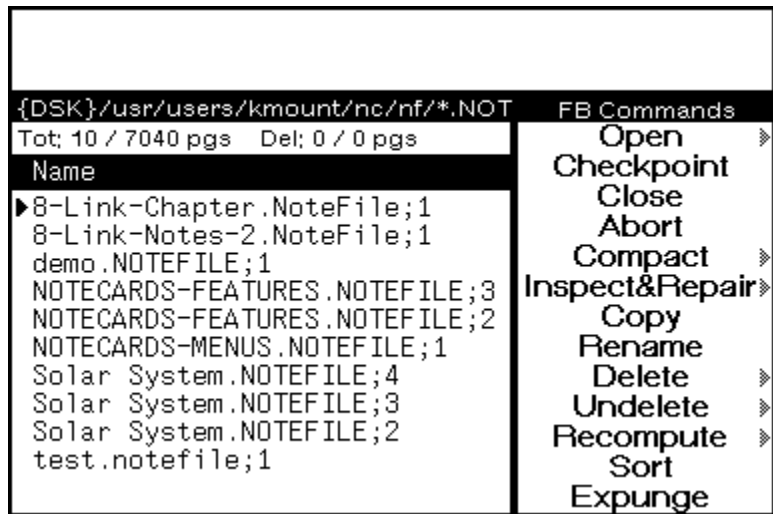 {DSK}/usr/users/kmount/nc/nf/*.NOT
Tot: 10 / 7040 pgs Del: 0 / 0 pgs
Name
8-Link-Chapter.NoteFile;1
8-Link-Notes-2.NoteFile;1
demo.NOTEFILE;1
NOTECARDS-FEATURES.NOTEFILE;3
NOTECARDS-FEATURES.NOTEFILE;2
NOTECARDS-MENUS.NOTEFILE;1
Solar System.NOTEFILE;4
Solar System.NOTEFILE;3
Solar System.NOTEFILE;2
test.notefile;1
FB Commands
Open
Checkpoint
Close
Abort
Compact
Inspect&Repair
Copy
Rename
Delete
Undelete
Recompute
Sort
Expunge